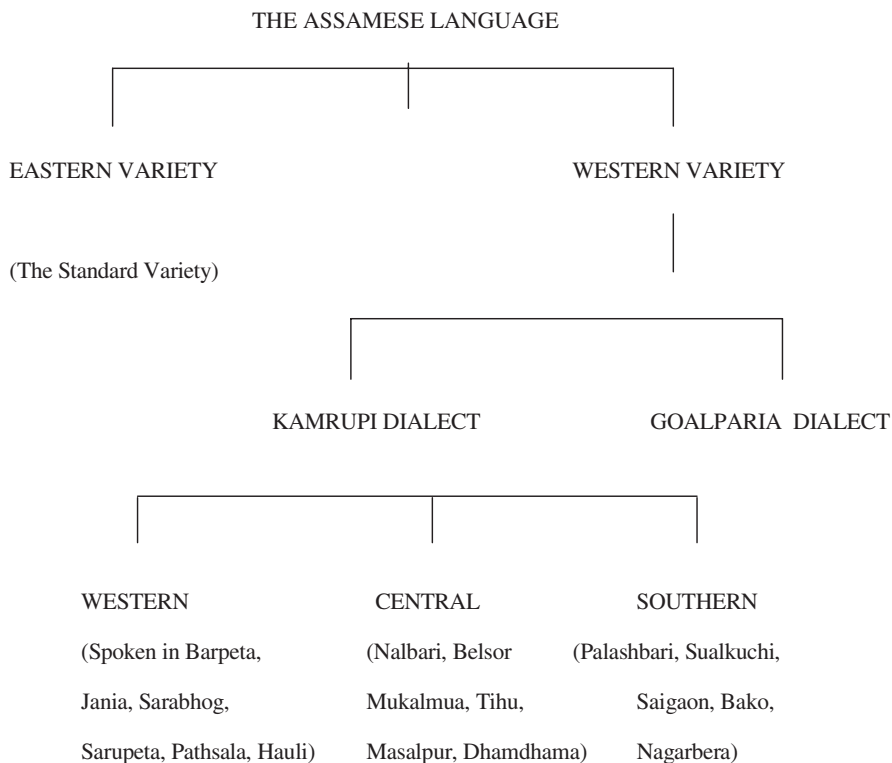 THE ASSAMESE LANGUAGE
EASTERN VARIETY
WESTERN VARIETY
(The Standard Variety)
KAMRUPI DIALECT
GOALPARIA DIALECT
WESTERN
(Spoken in Barpeta,
Jania, Sarabhog,
Sarupeta, Pathsala, Hauli)
CENTRAL
(Nalbari, Belsor
Mukalmua, Tihu,
Masalpur, Dhamdhama)
SOUTHERN
(Palashbari, Sualkuchi,
Saigaon, Bako,
Nagarbera)